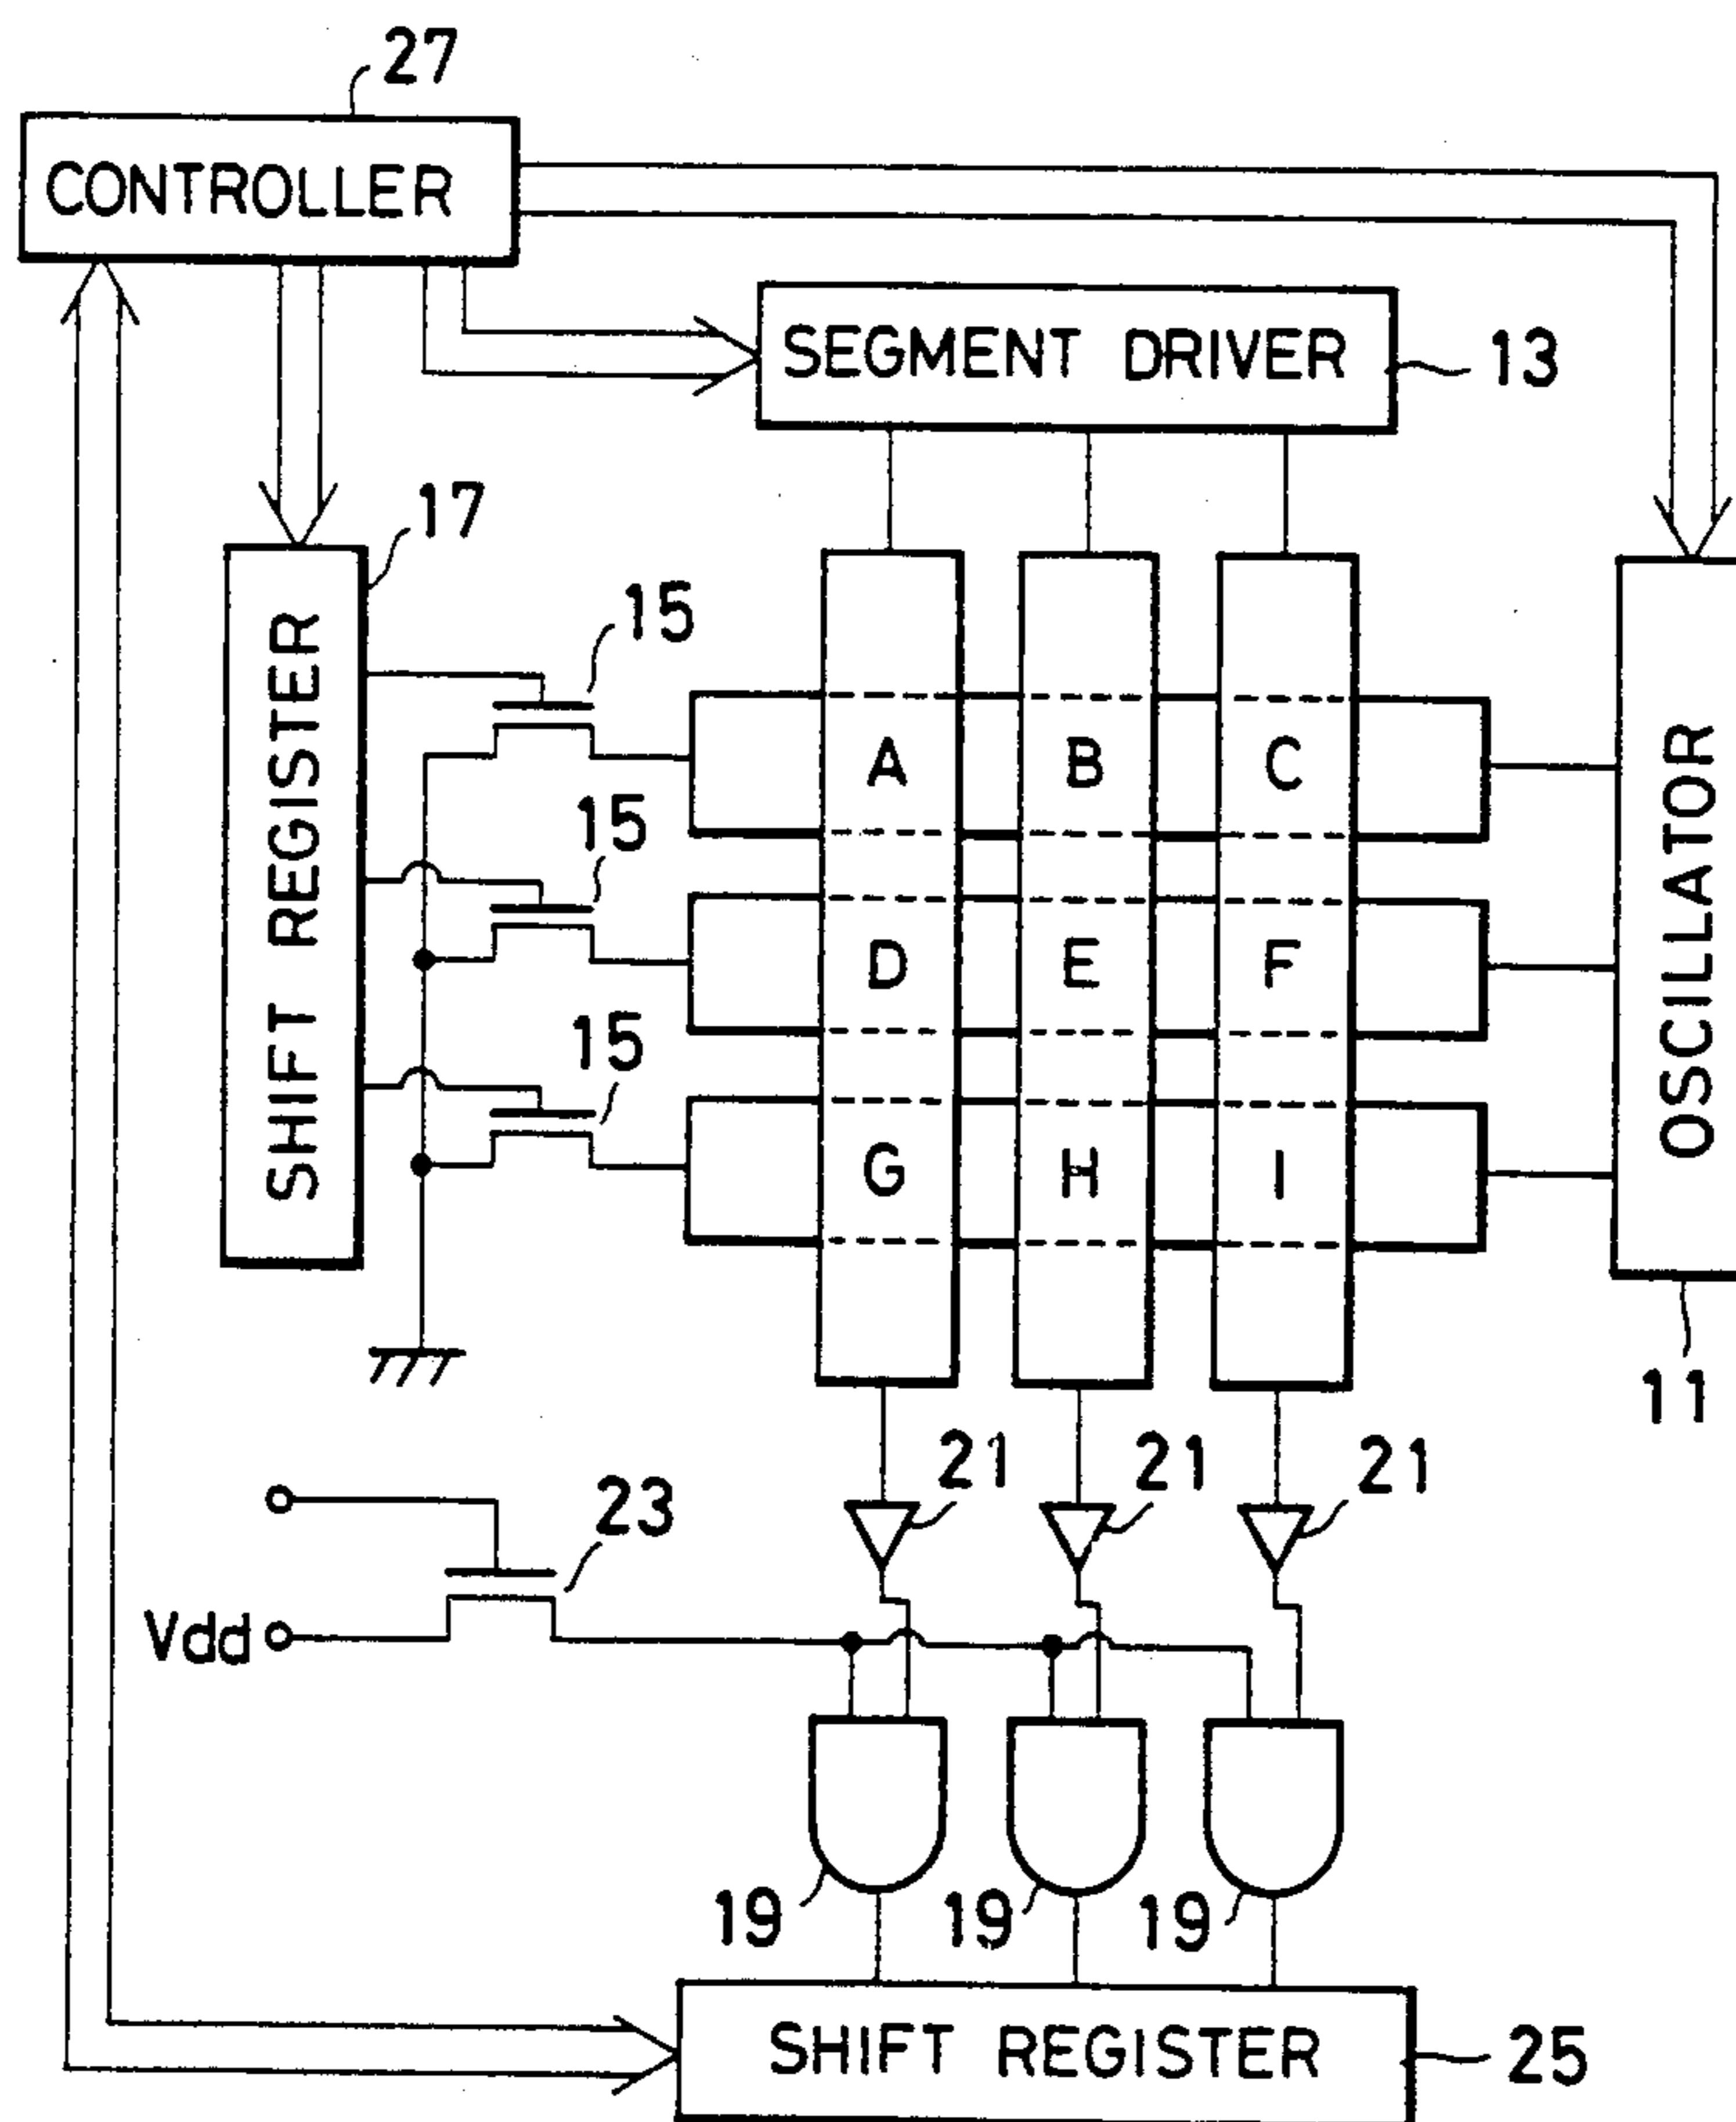 27
CONTROLLER
SEGMENT DRIVER
13
17
SHIFT REGISTER
15
A
B
C
OSCILLATOR
15
D
E
F
15
G
H
I
11
21
21
21
23
Vdd
19
19
19
SHIFT REGISTER
25